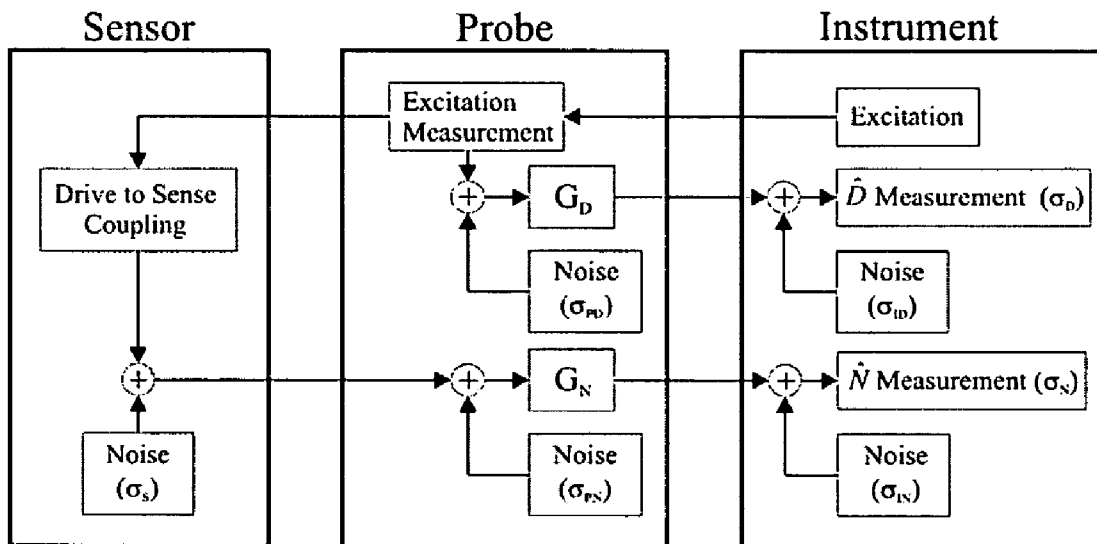 Sensor
Probe
Instrument
Excitation
Measurement
Excitation
Drive to Sense
Coupling
G_D
D̂ Measurement (σ_D)
Noise
(σ_PD)
Noise
(σ_ID)
G_N
N̂ Measurement (σ_N)
Noise
(σ_S)
Noise
(σ_PN)
Noise
(σ_IN)